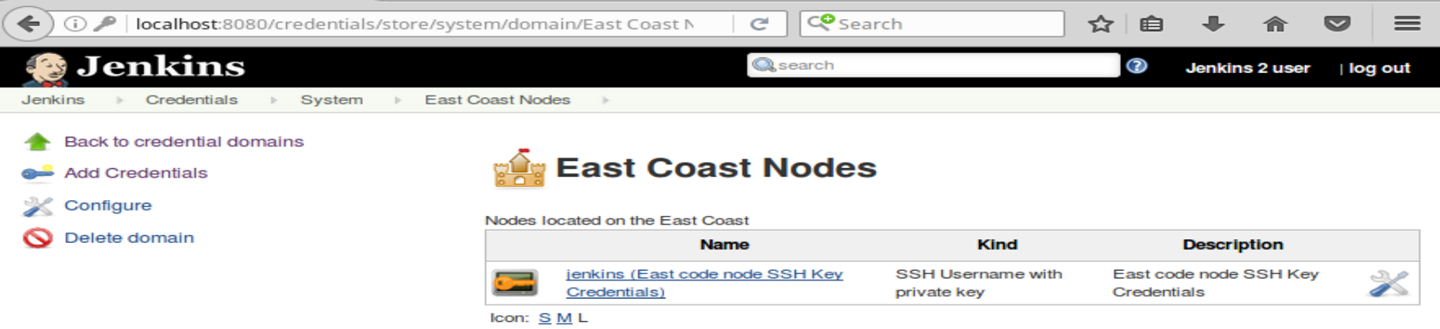 localhost:8080/credentials/store/system/domain/East Coast N
Search
Jenkins
search
Jenkins 2 user | log out
Jenkins Credentials System East Coast Nodes
Back to credential domains
Add Credentials
Configure
Delete domain
East Coast Nodes
Nodes located on the East Coast
Name Kind Description
jenkins (East code node SSH Key
Credentials)
SSH Username with
private key
East code node SSH Key
Credentials
Icon: S M L